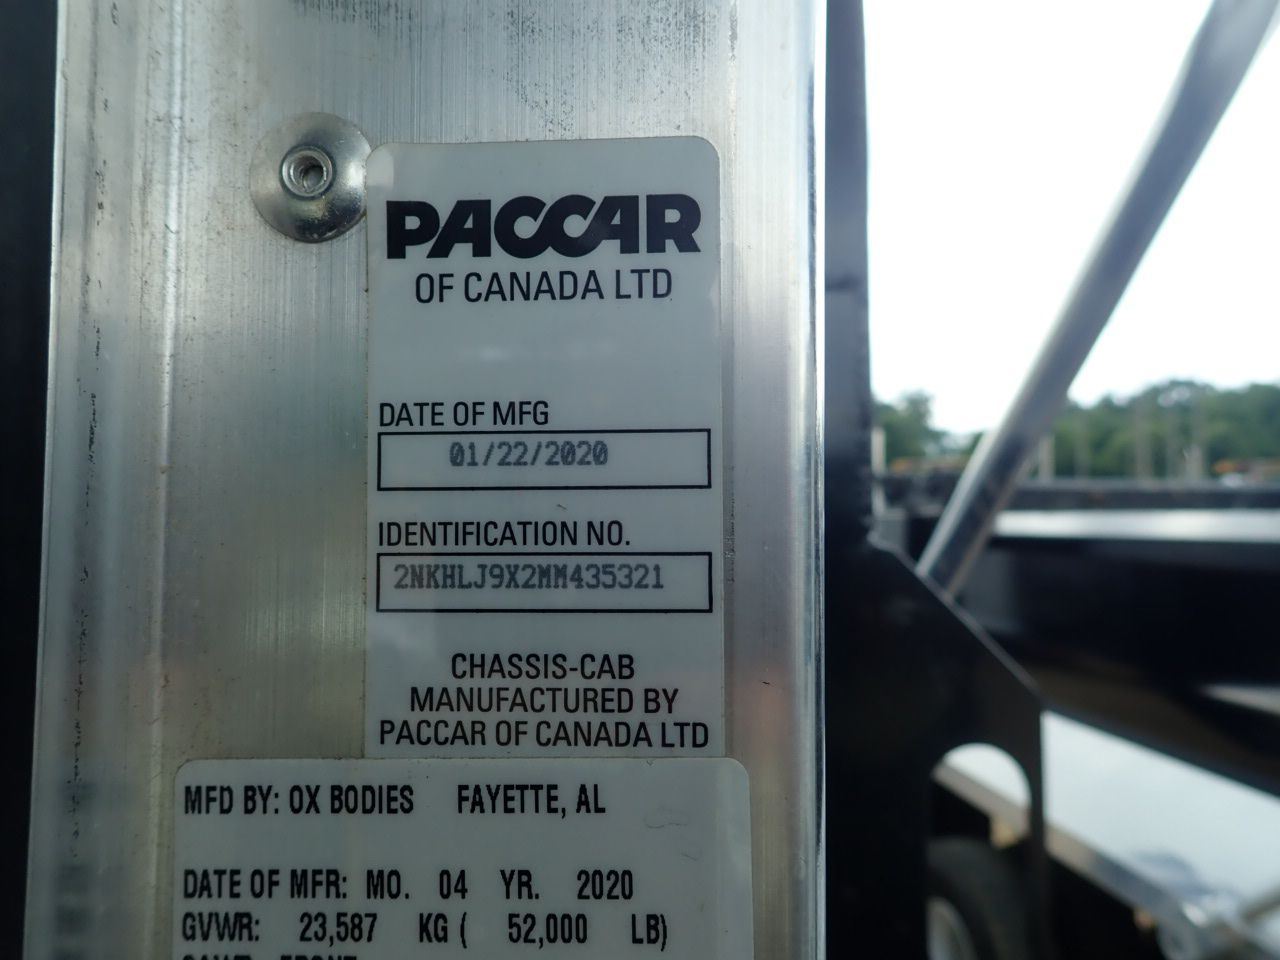 PACCAR
OF CANADA LTD
DATE OF MFG
01/22/2020
IDENTIFICATION NO.
2NKHLJ9X2MM435321
CHASSIS-CAB
MANUFACTURED BY
PACCAR OF CANADA LTD
MFD BY: OX BODIES FAYETTE, AL
DATE OF MFR: MO. 04 YR. 2020
GVWR: 23,587 KG ( 52,000 LB)